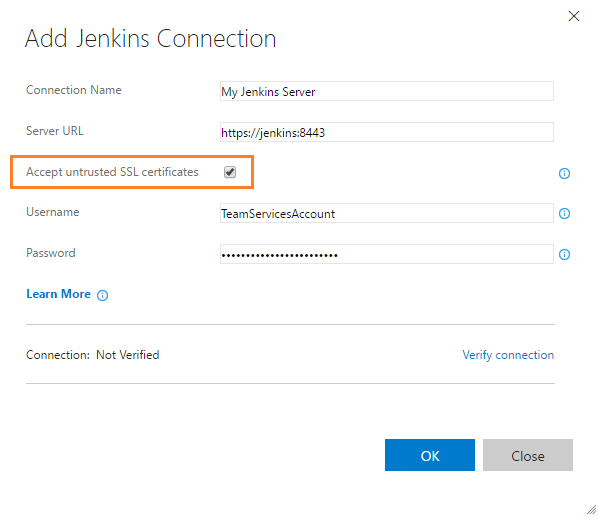 Add Jenkins Connection
Connection Name My Jenkins Server
Server URL https://jenkins:8443
Accept untrusted SSL certificates
Username TeamServicesAccount
Password ••••••••••••••••••••••••
Learn More
Connection: Not Verified Verify connection
OK Close